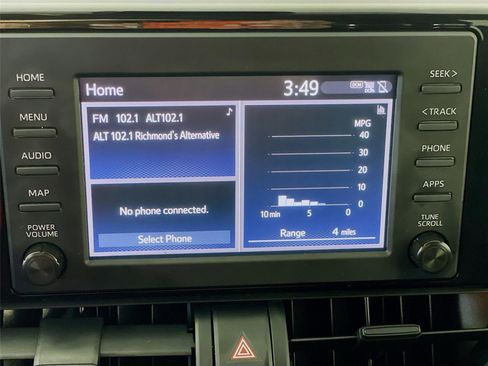 HOME
MENU
AUDIO
MAP
POWER
VOLUME
Home
3:49
DCM
FM 102.1 ALT102.1
ALT 102.1 Richmond's Alternative
No phone connected.
Select Phone
MPG
40
30
20
10
0
10 min 5 0
Range 4 miles
SEEK >
< TRACK
PHONE
APPS
TUNE
SCROLL